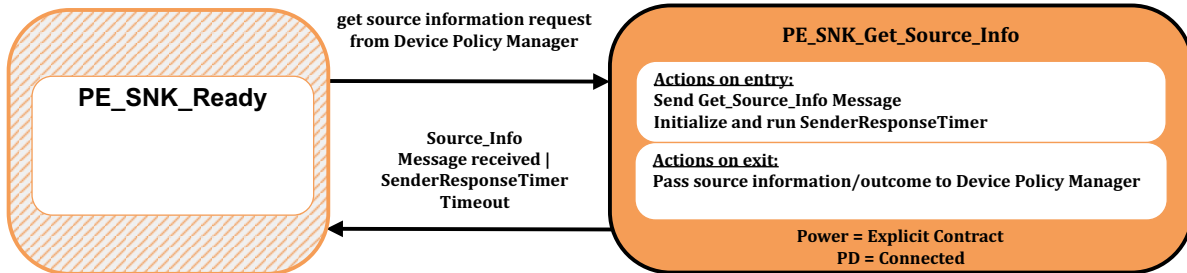 get source information request
from Device Policy Manager
PE_SNK_Ready
Source_Info
Message received |
SenderResponseTimer
Timeout
PE_SNK_Get_Source_Info
Actions on entry:
Send Get_Source_Info Message
Initialize and run SenderResponseTimer
Actions on exit:
Pass source information/outcome to Device Policy Manager
Power = Explicit Contract
PD = Connected